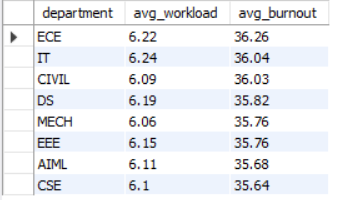 department avg_workload avg_burnout
ECE 6.22 36.26
IT 6.24 36.04
CIVIL 6.09 36.03
DS 6.19 35.82
MECH 6.06 35.76
EEE 6.15 35.76
AIML 6.11 35.68
CSE 6.1 35.64